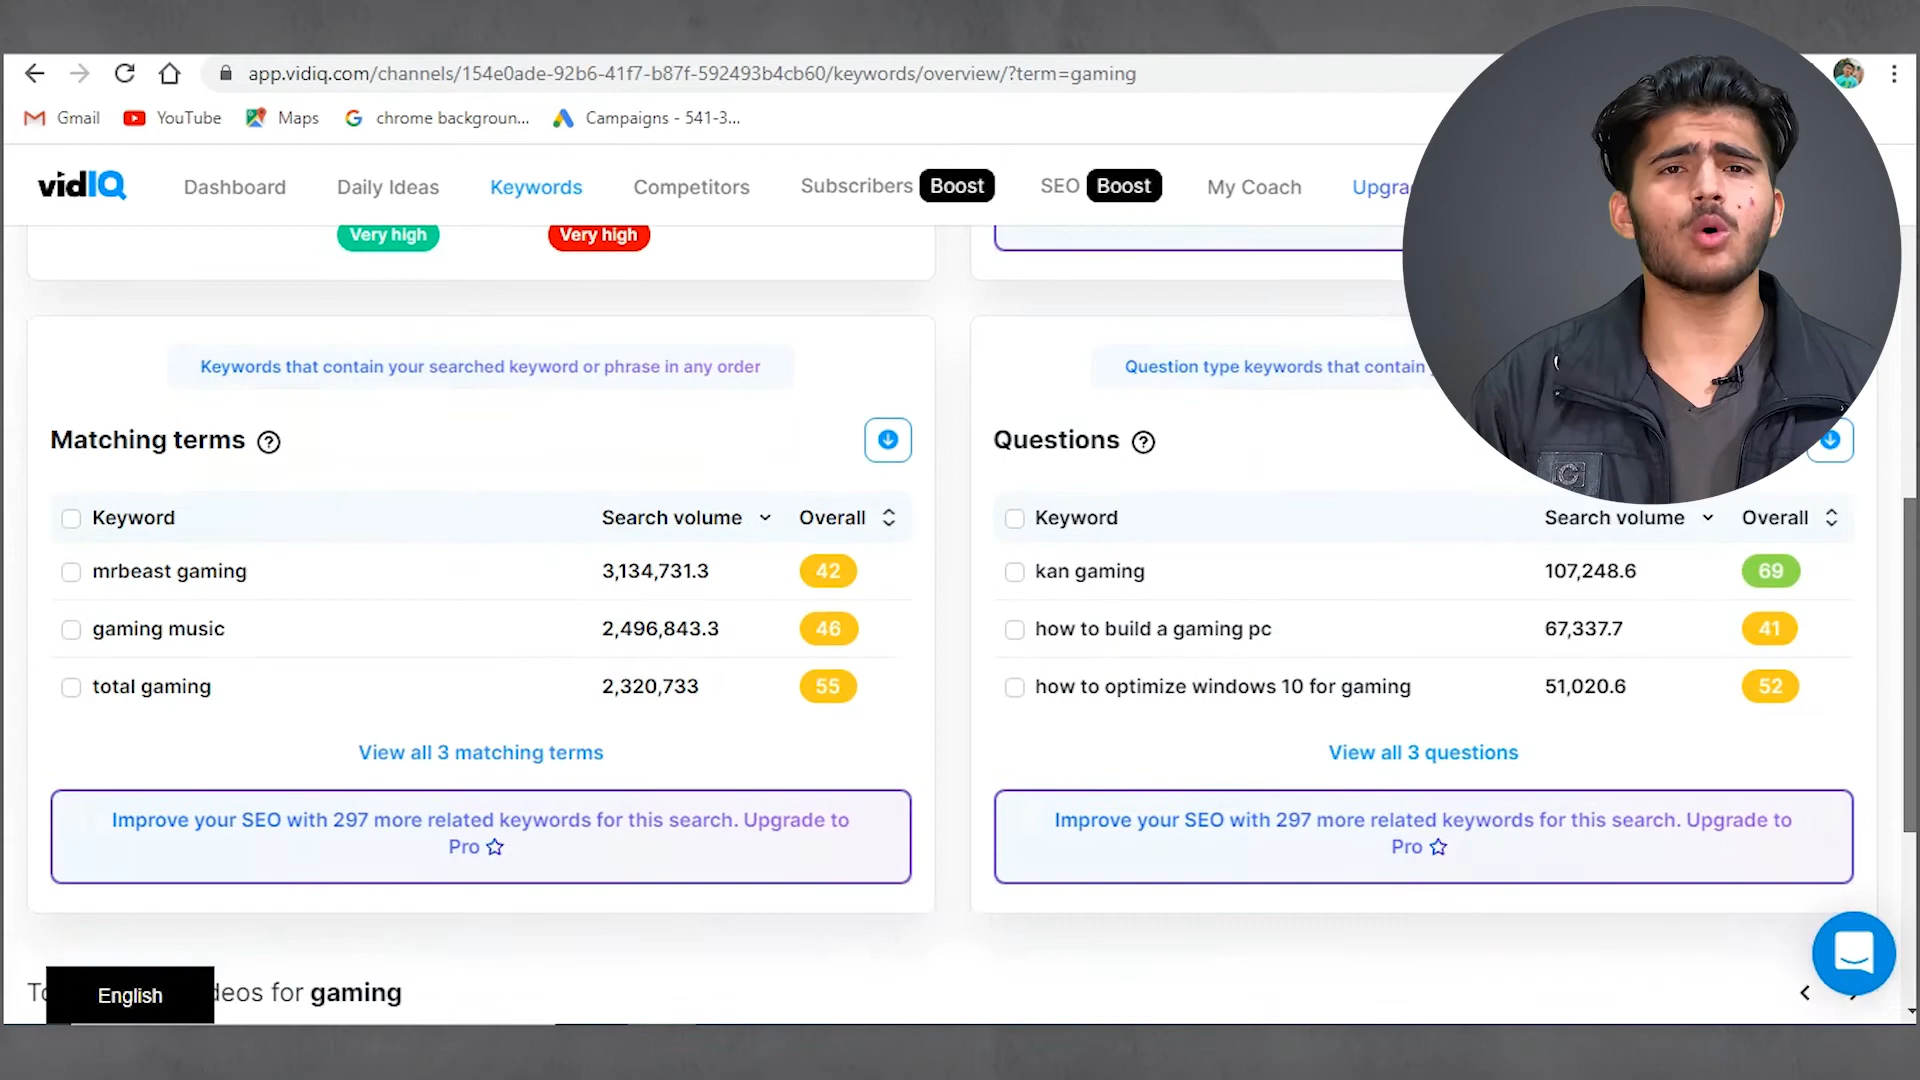 app.vidiq.com/channels/154e0ade-92b6-41f7-b87f-592493b4cb60/keywords/overview/?term=gaming
Gmail YouTube Maps chrome backgroun... Campaigns - 541-3...
vidIQ Dashboard Daily Ideas Keywords Competitors Subscribers Boost SEO Boost My Coach Upgra
Very high Very high
Keywords that contain your searched keyword or phrase in any order
Matching terms
Keyword Search volume Overall
mrbeast gaming 3,134,731.3 42
gaming music 2,496,843.3 46
total gaming 2,320,733 55
View all 3 matching terms
Improve your SEO with 297 more related keywords for this search. Upgrade to
Pro
Question type keywords that contain
Questions
Keyword Search volume Overall
kan gaming 107,248.6 69
how to build a gaming pc 67,337.7 41
how to optimize windows 10 for gaming 51,020.6 52
View all 3 questions
Improve your SEO with 297 more related keywords for this search. Upgrade to
Pro
English
deos for gaming